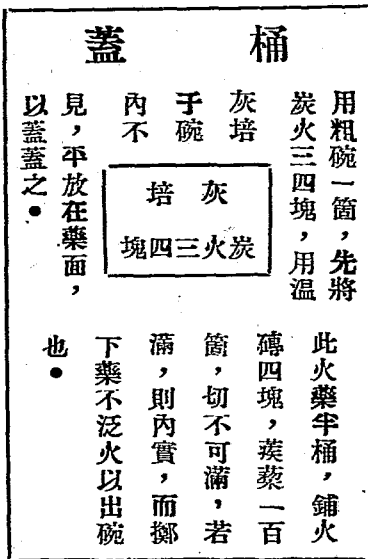 桶蓋
用粗碗一箇，先將
炭火三四塊，用温
灰培
于碗
內不
見，平放在藥面，
以蓋蓋之●
灰培
炭火三四塊
此火藥半桶，鋪火
磚四塊，蒺藜一百
箇，切不可滿，若
滿，則內實，而擲
下藥不泛火以出碗
也●